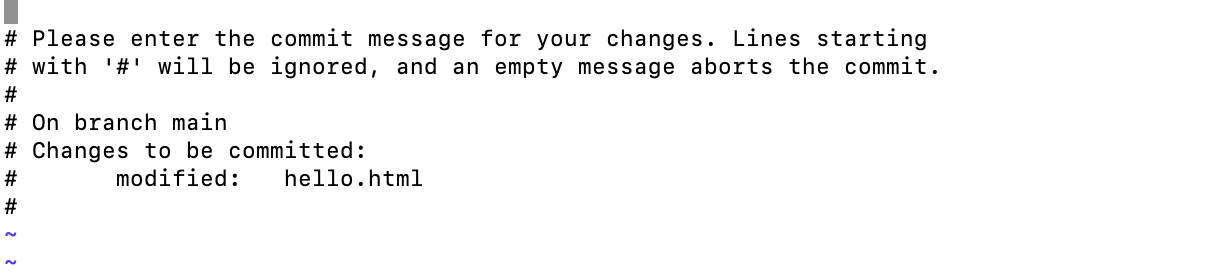 # Please enter the commit message for your changes. Lines starting
# with '#' will be ignored, and an empty message aborts the commit.
#
# On branch main
# Changes to be committed:
#       modified:   hello.html
#
~
~